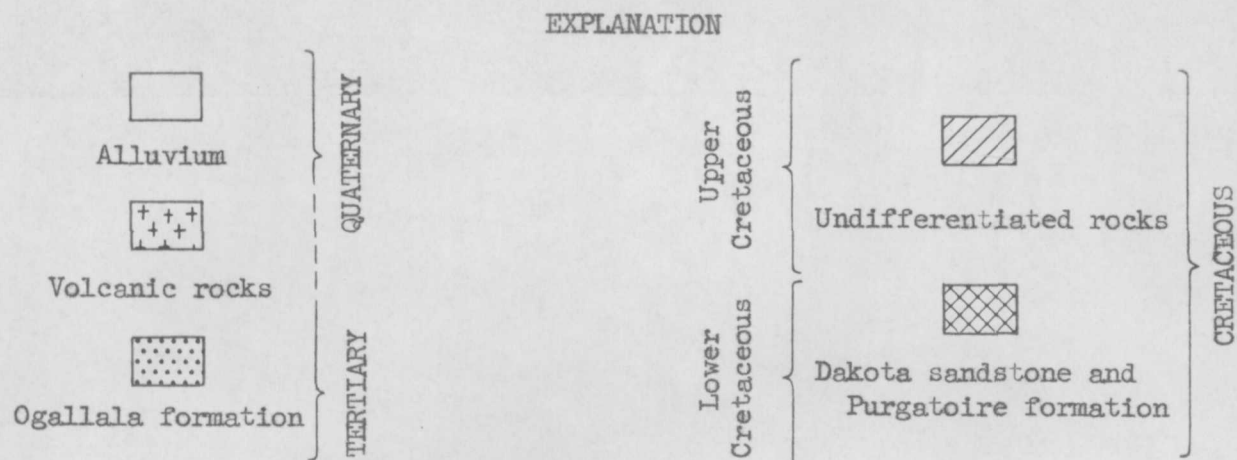 EXPLANATION
Alluvium
Volcanic rocks
Ogallala formation
QUATERNARY
TERTIARY
Upper
Cretaceous
Lower
Cretaceous
Undifferentiated rocks
Dakota sandstone and
Purgatoire formation
CRETACEOUS